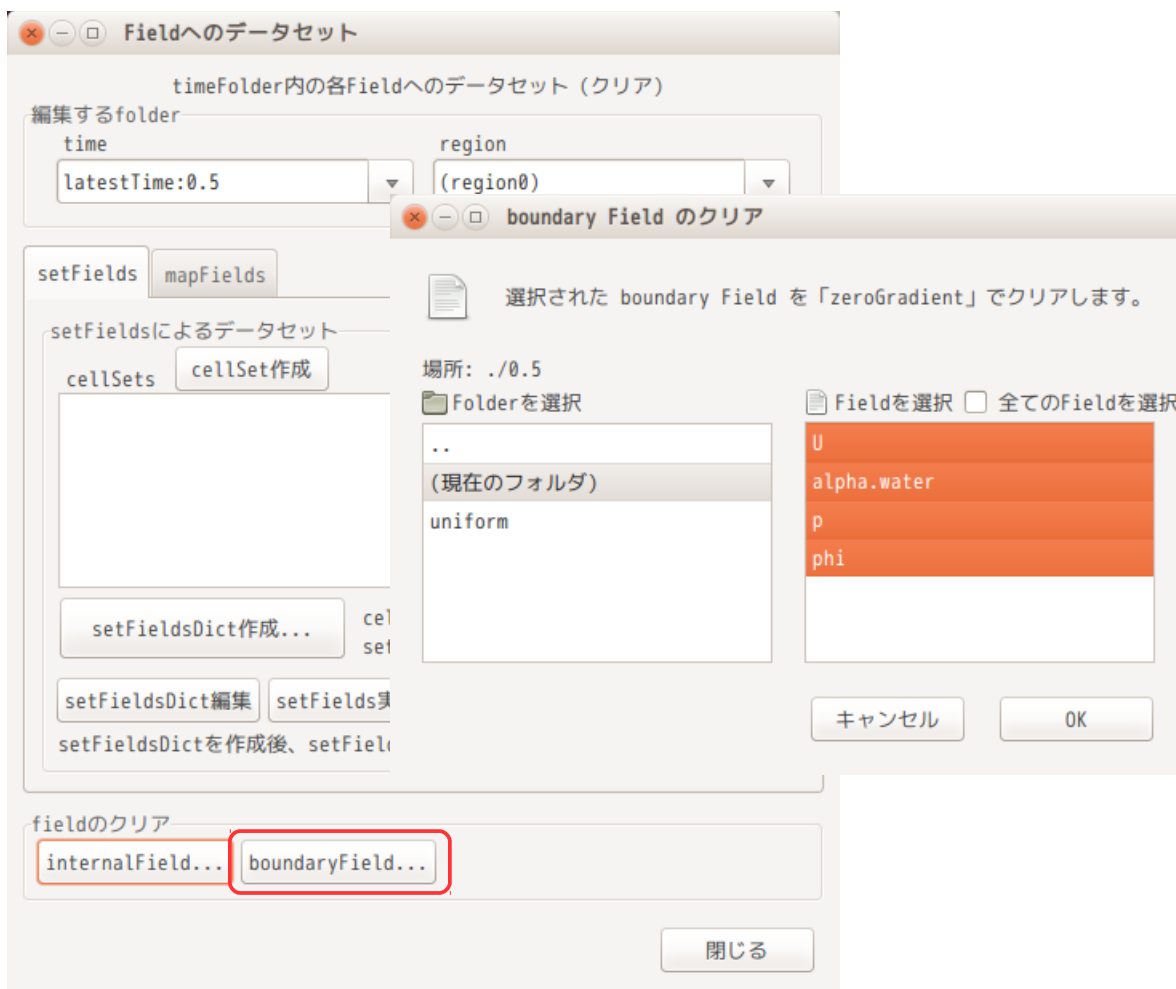 Fieldへのデータセット
timeFolder内の各Fieldへのデータセット (クリア)
編集するfolder
time
region
latestTime:0.5
(region0)
setFields
mapFields
setFieldsによるデータセット
cellSets
cellSet作成
setFieldsDict作成...
cel
set
setFieldsDict編集
setFields実
setFieldsDictを作成後、setFiel
fieldのクリア
internalField...
boundaryField...
閉じる
boundary Field のクリア
選択された boundary Field を「zeroGradient」でクリアします。
場所: ./0.5
Folderを選択
Fieldを選択
全てのFieldを選択
..
(現在のフォルダ)
uniform
U
alpha.water
p
phi
キャンセル
OK